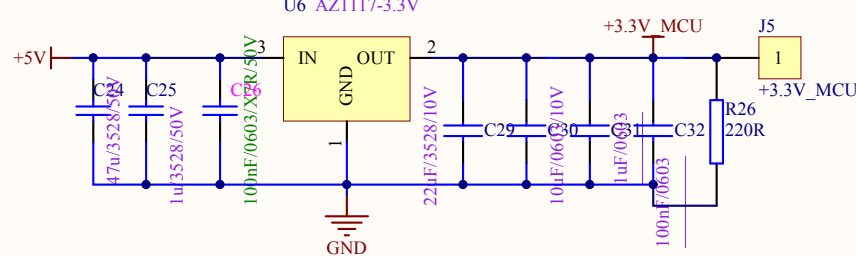 U6 AZ1117-3.3V
+5V
3
IN
OUT
GND
2
1
GND
C24
47u/3528/50V
C25
1u/3528/50V
C26
100nF/0603/X7R/50V
C29
22uF/3528/10V
C30
10uF/0603/10V
C31
1uF/0603
C32
100nF/0603
+3.3V_MCU
R26
220R
J5
1
+3.3V_MCU